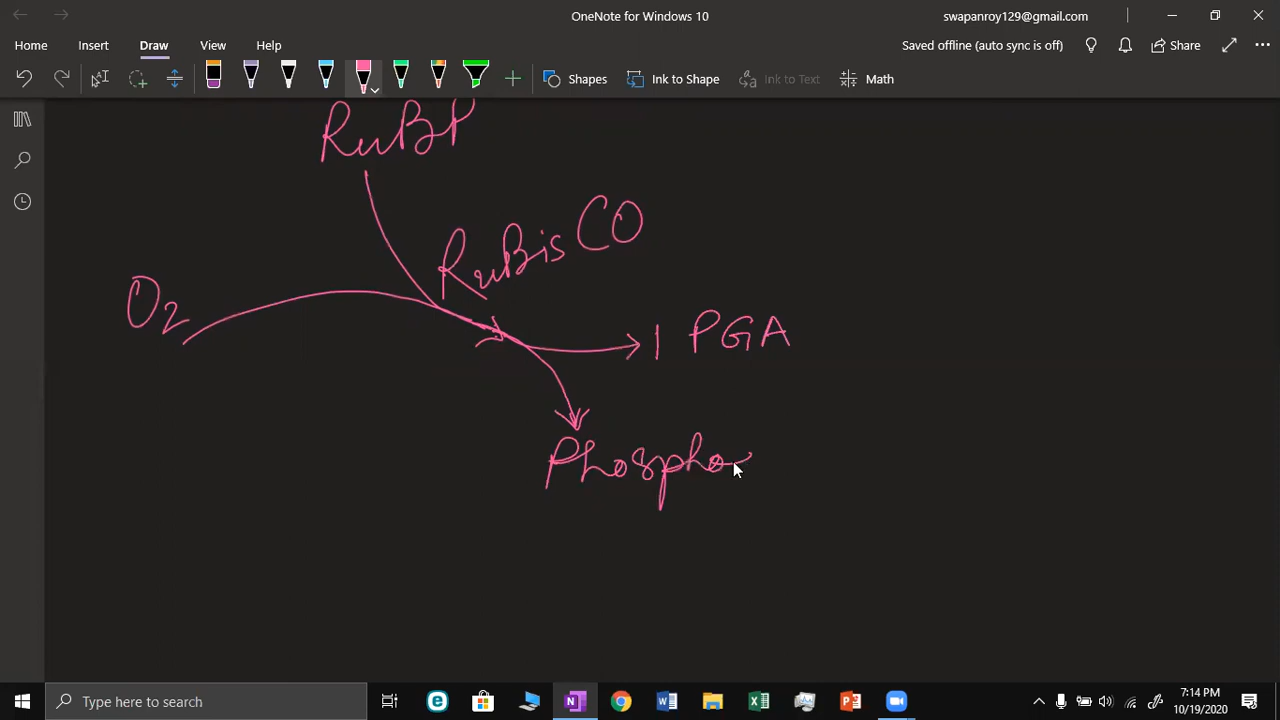 OneNote for Windows 10
swapanroy129@gmail.com
Home Insert Draw View Help
Saved offline (auto sync is off)
Share
Shapes
Ink to Shape
Ink to Text
Math
RuBP
RuBisCO
O2
1 PGA
Phospho
Type here to search
1:14 PM
10/19/2020